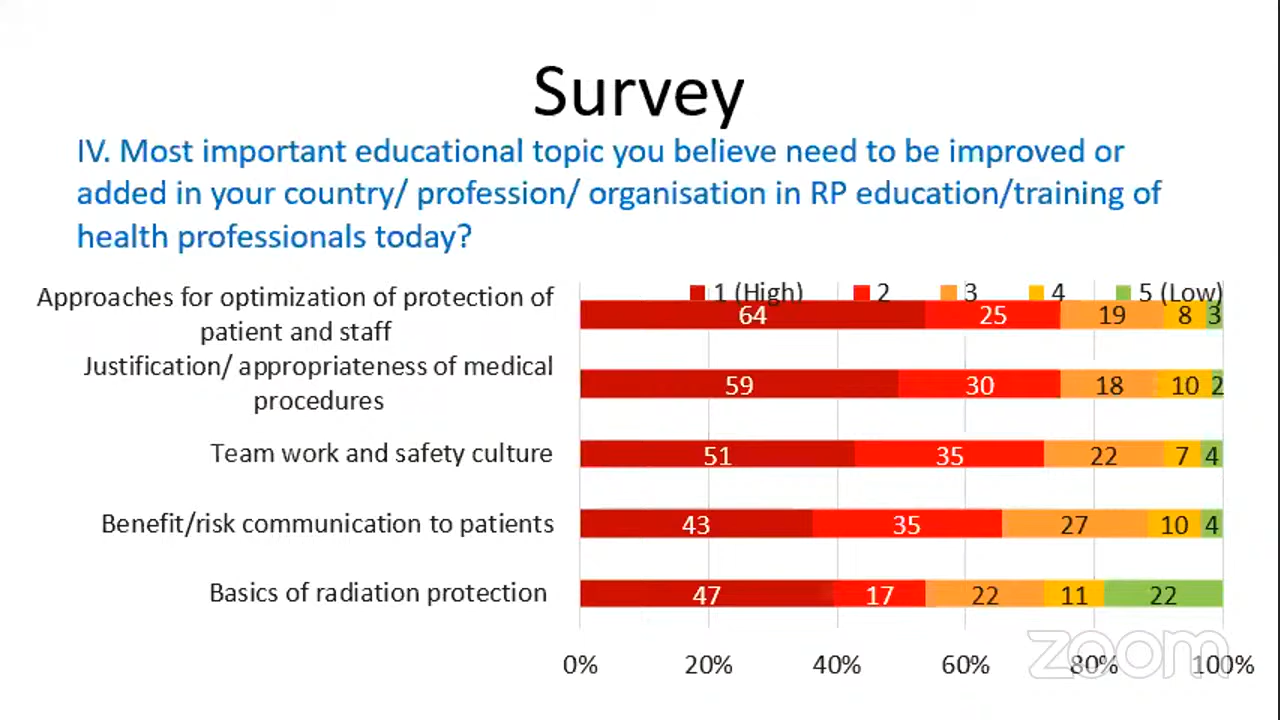 Survey
IV. Most important educational topic you believe need to be improved or
added in your country/ profession/ organisation in RP education/training of
health professionals today?
1 (High) 2 3 4 5 (Low)
Approaches for optimization of protection of
patient and staff
64 25 19 8 3
Justification/ appropriateness of medical
procedures
59 30 18 10 2
Team work and safety culture
51 35 22 7 4
Benefit/risk communication to patients
43 35 27 10 4
Basics of radiation protection
47 17 22 11 22
0% 20% 40% 60% 80% 100%
zoom